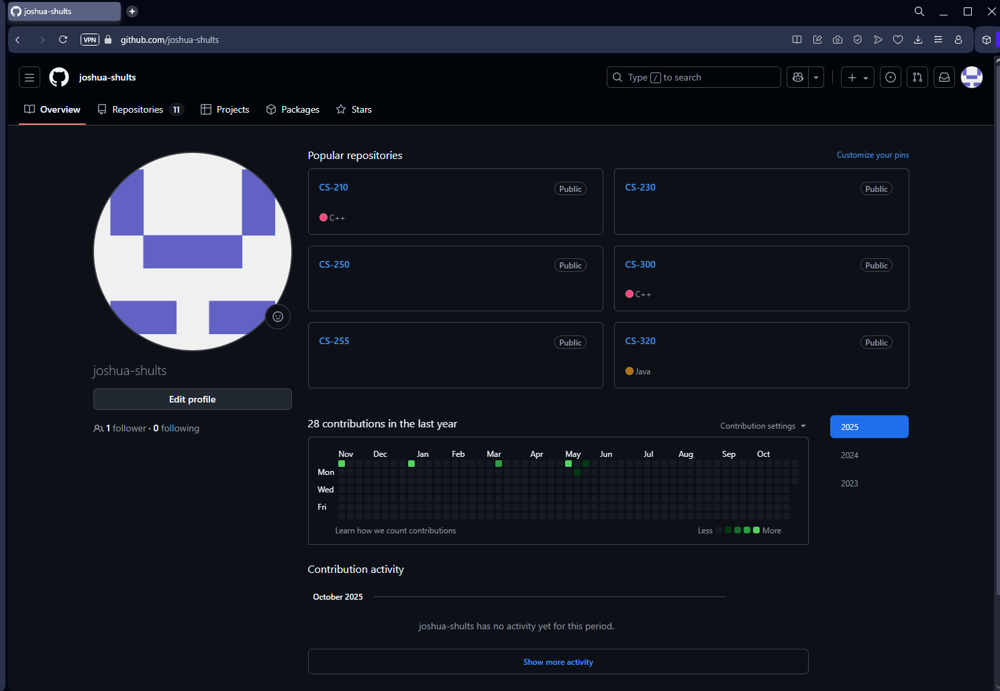 joshua-shults
VPN
github.com/joshua-shults
joshua-shults
Type / to search
Overview
Repositories 11
Projects
Packages
Stars
Popular repositories
Customize your pins
CS-210
Public
C++
CS-230
Public
CS-250
Public
CS-300
Public
C++
CS-255
Public
CS-320
Public
Java
joshua-shults
Edit profile
1 follower · 0 following
28 contributions in the last year
Contribution settings
2025
2024
2023
Nov Dec Jan Feb Mar Apr May Jun Jul Aug Sep Oct
Mon
Wed
Fri
Learn how we count contributions
Less
More
Contribution activity
October 2025
joshua-shults has no activity yet for this period.
Show more activity